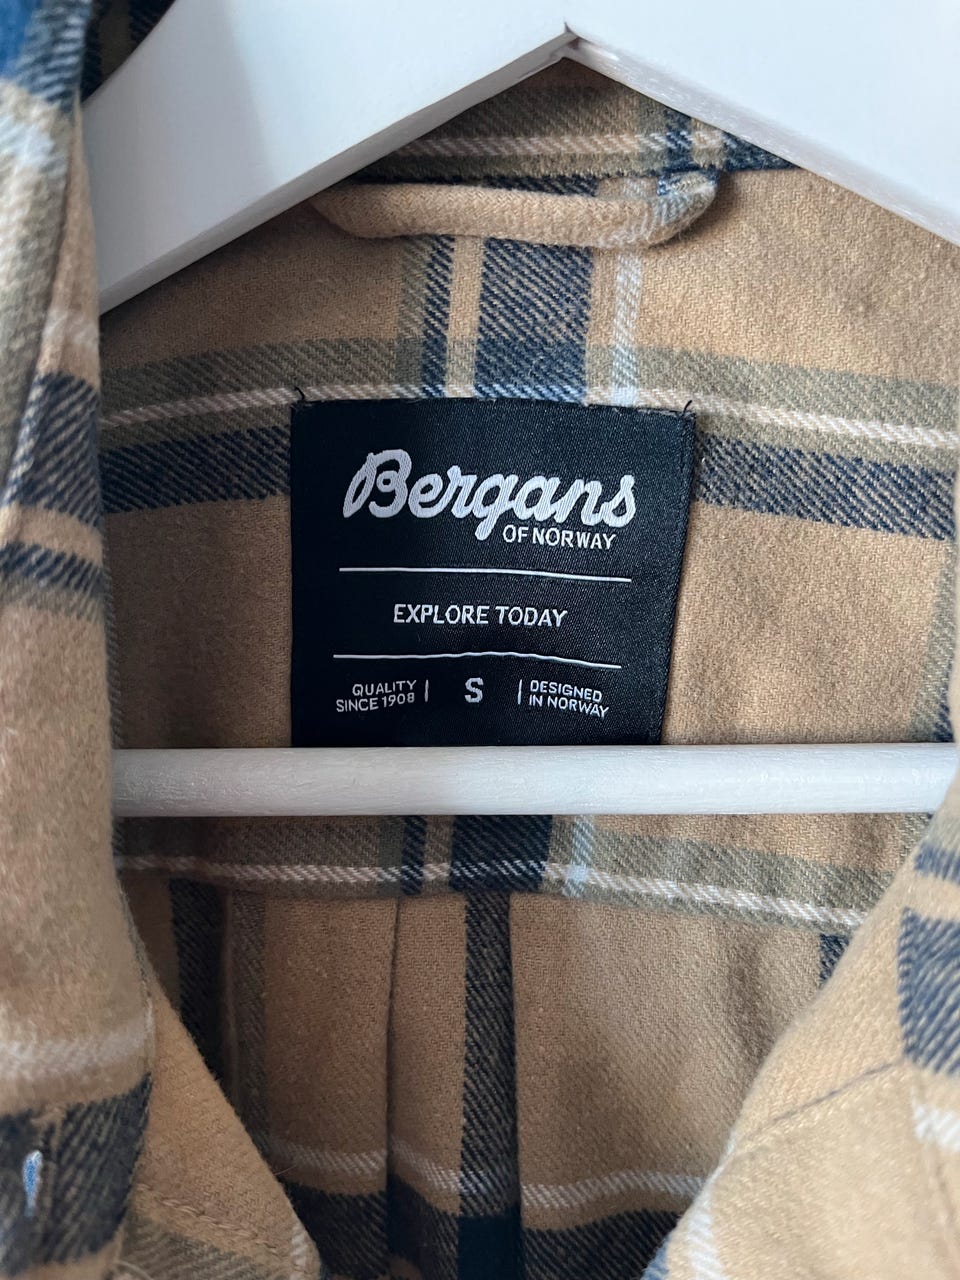 Bergans
OF NORWAY
EXPLORE TODAY
QUALITY
SINCE 1908
S
DESIGNED
IN NORWAY